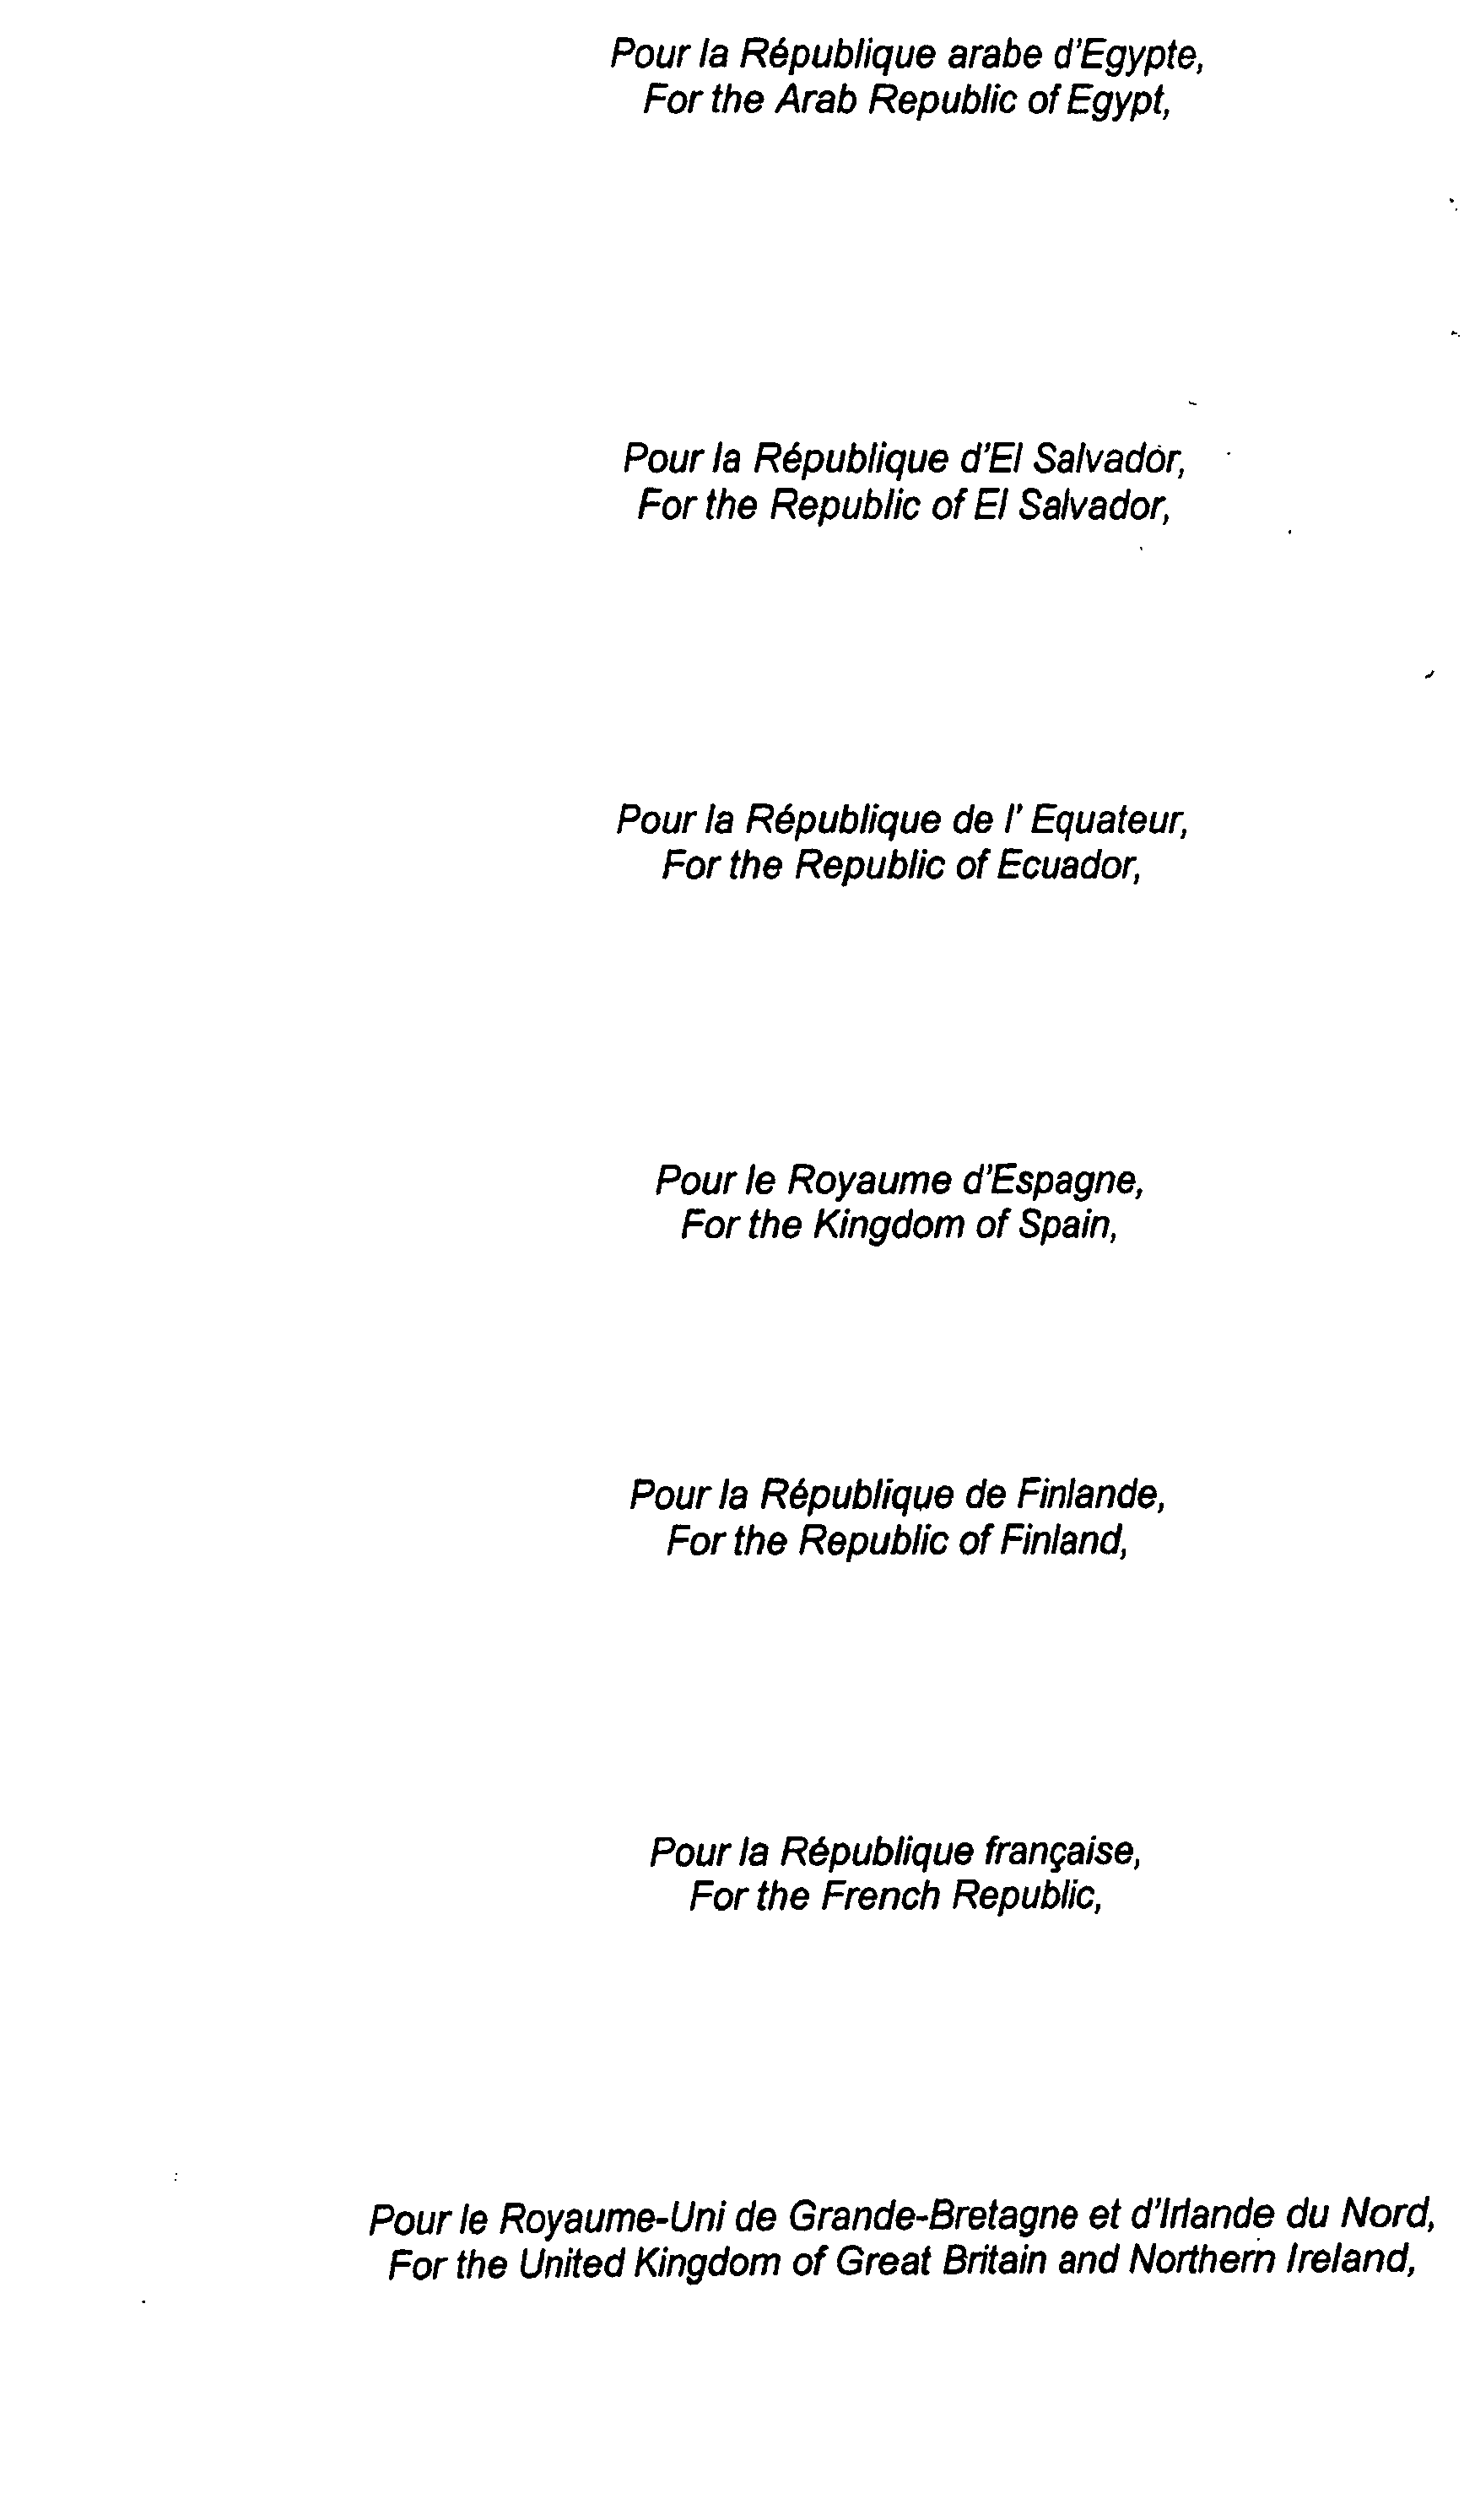 Pour la République arabe d'Egypte,
For the Arab Republic of Egypt,
Pour la République d'El Salvador,
For the Republic of El Salvador,
Pour la République de l' Equateur,
For the Republic of Ecuador,
Pour le Royaume d'Espagne,
For the Kingdom of Spain,
Pour la République de Finlande,
For the Republic of Finland,
Pour la République française,
For the French Republic,
Pour le Royaume-Uni de Grande-Bretagne et d'Irlande du Nord,
For the United Kingdom of Great Britain and Northern Ireland,